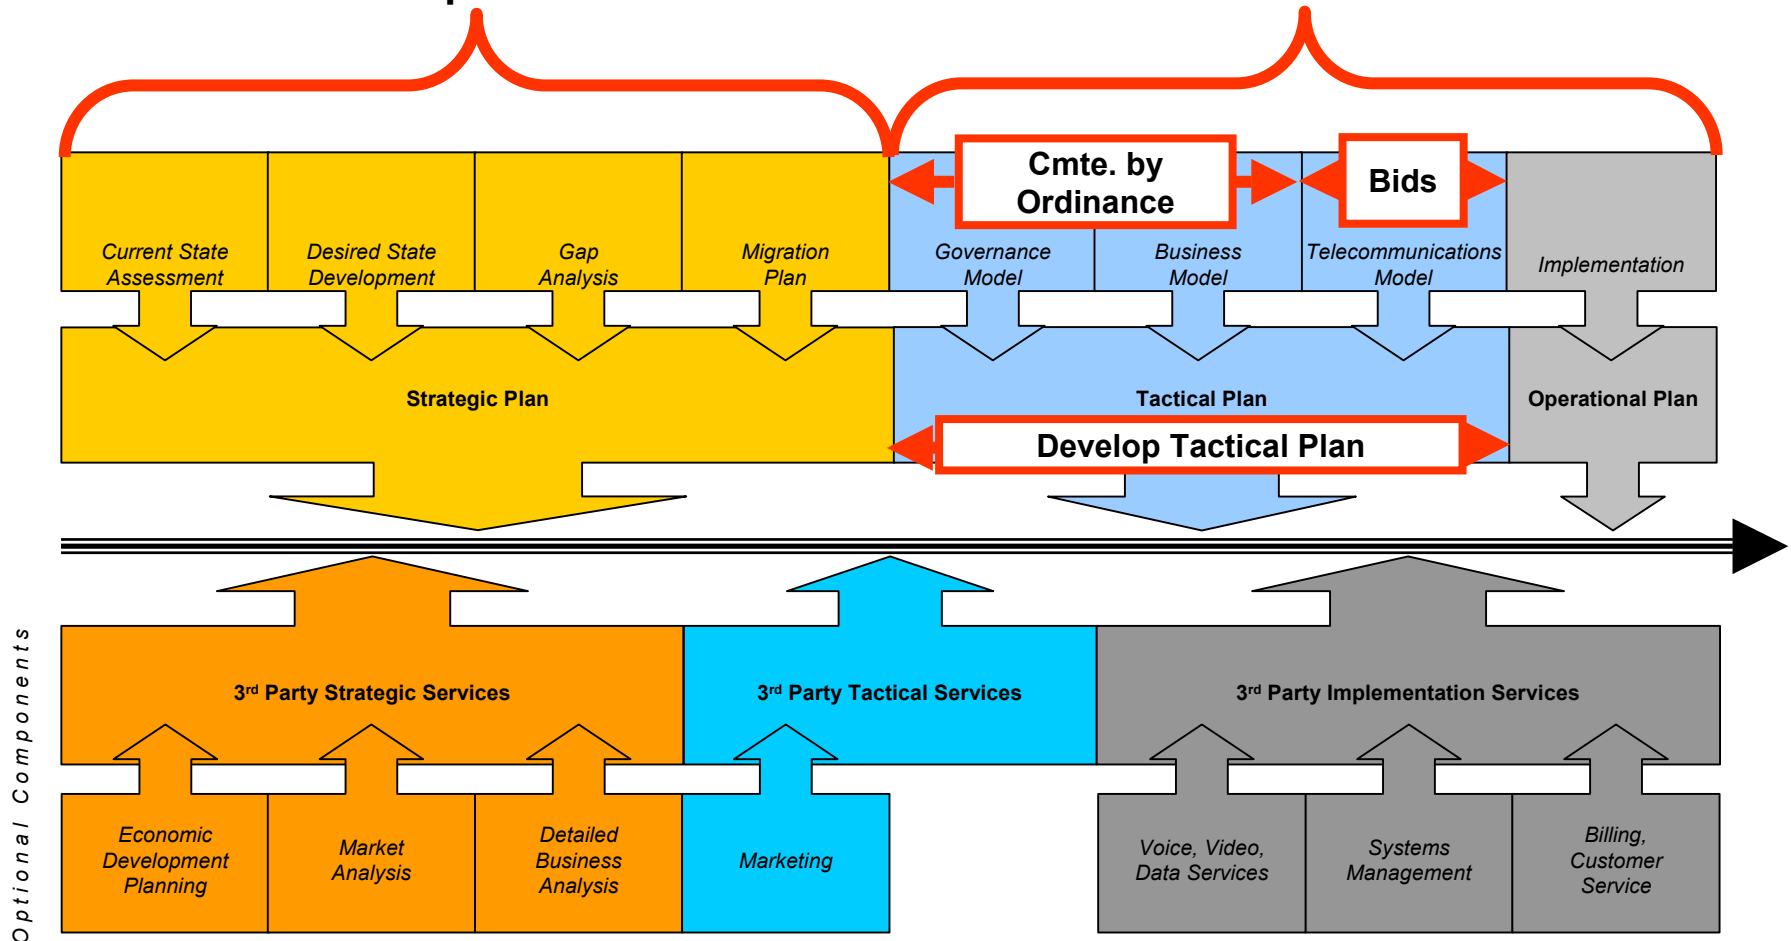 Cmte. by
Ordinance
Bids
Current State
Assessment
Desired State
Development
Gap
Analysis
Migration
Plan
Governance
Model
Business
Model
Telecommunications
Model
Implementation
Strategic Plan
Tactical Plan
Operational Plan
Develop Tactical Plan
Optional Components
3rd Party Strategic Services
3rd Party Tactical Services
3rd Party Implementation Services
Economic
Development
Planning
Market
Analysis
Detailed
Business
Analysis
Marketing
Voice, Video,
Data Services
Systems
Management
Billing,
Customer
Service